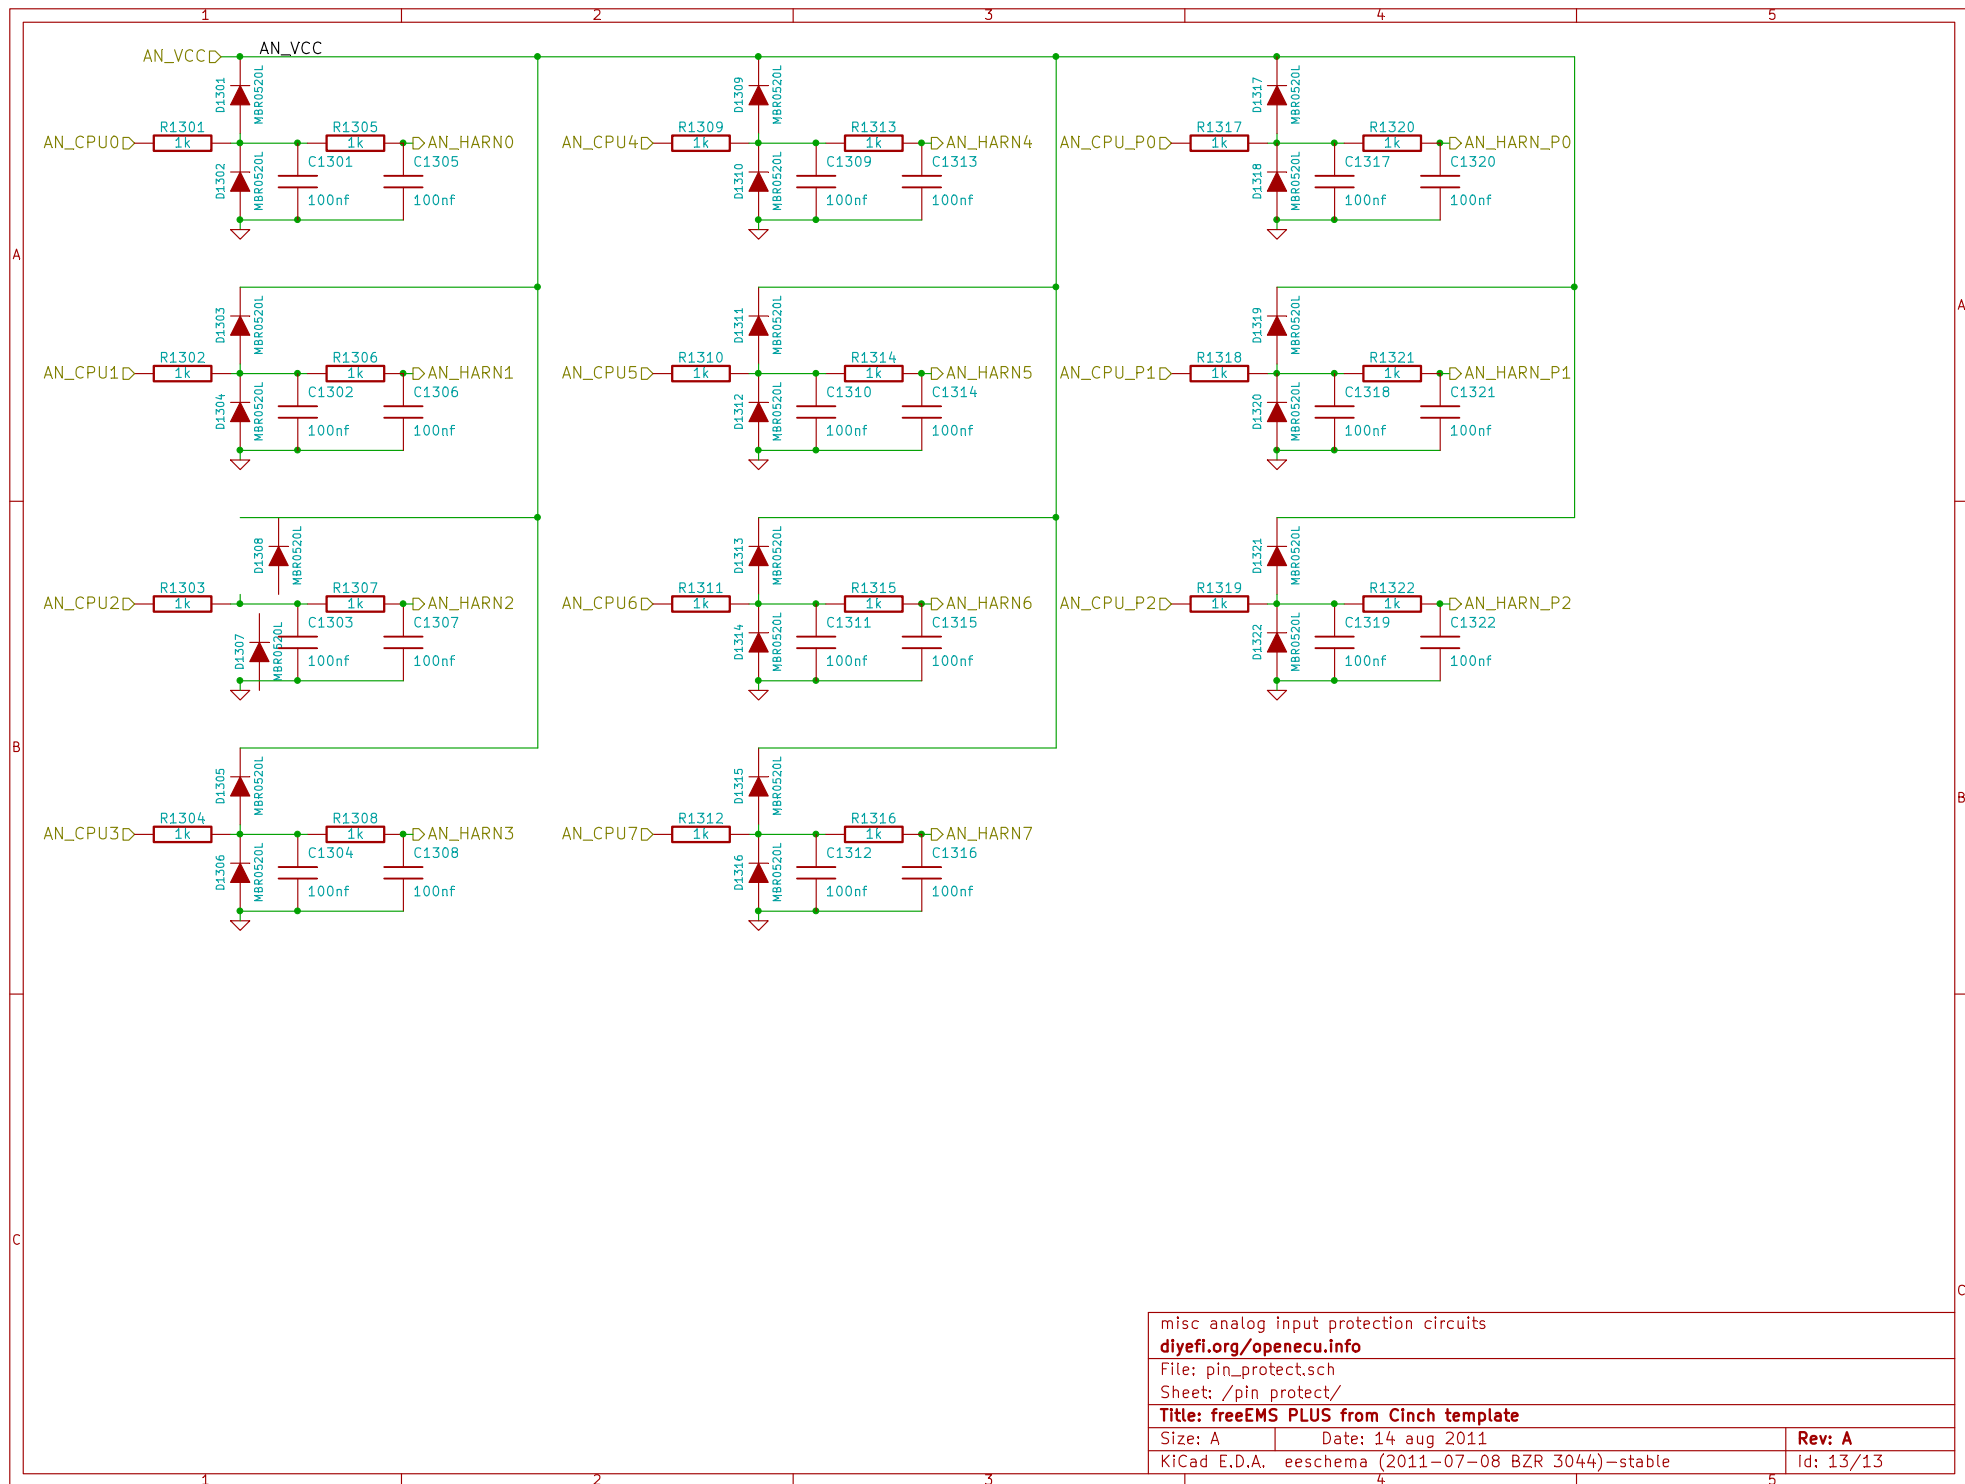 1 2 3 4 5
AN_VCC AN_VCC
D1301 MBR0520L D1309 MBR0520L D1317 MBR0520L
R1301 R1305 R1309 R1313 R1317 R1320
AN_CPU0 1k 1k AN_HARN0 AN_CPU4 1k 1k AN_HARN4 AN_CPU_P0 1k 1k AN_HARN_P0
C1301 C1305 C1309 C1313 C1317 C1320
D1302 MBR0520L D1310 MBR0520L D1318 MBR0520L
100nf 100nf 100nf 100nf 100nf 100nf
A
A
D1303 MBR0520L D1311 MBR0520L D1319 MBR0520L
R1302 R1306 R1310 R1314 R1318 R1321
AN_CPU1 1k 1k AN_HARN1 AN_CPU5 1k 1k AN_HARN5 AN_CPU_P1 1k 1k AN_HARN_P1
C1302 C1306 C1310 C1314 C1318 C1321
D1304 MBR0520L D1312 MBR0520L D1320 MBR0520L
100nf 100nf 100nf 100nf 100nf 100nf
D1308 MBR0520L D1313 MBR0520L D1321 MBR0520L
R1303 R1307 R1311 R1315 R1319 R1322
AN_CPU2 1k 1k AN_HARN2 AN_CPU6 1k 1k AN_HARN6 AN_CPU_P2 1k 1k AN_HARN_P2
C1303 C1307 C1311 C1315 C1319 C1322
D1307 MBR0520L D1314 MBR0520L D1322 MBR0520L
100nf 100nf 100nf 100nf 100nf 100nf
B
B
D1305 MBR0520L D1315 MBR0520L
R1304 R1308 R1312 R1316
AN_CPU3 1k 1k AN_HARN3 AN_CPU7 1k 1k AN_HARN7
C1304 C1308 C1312 C1316
D1306 MBR0520L D1316 MBR0520L
100nf 100nf 100nf 100nf
C
C
misc analog input protection circuits
diyefi.org/openecu.info
File: pin_protect.sch
Sheet: /pin protect/
Title: freeEMS PLUS from Cinch template
Size: A Date: 14 aug 2011 Rev: A
KiCad E.D.A. eeschema (2011-07-08 BZR 3044)-stable Id: 13/13
1 2 3 4 5